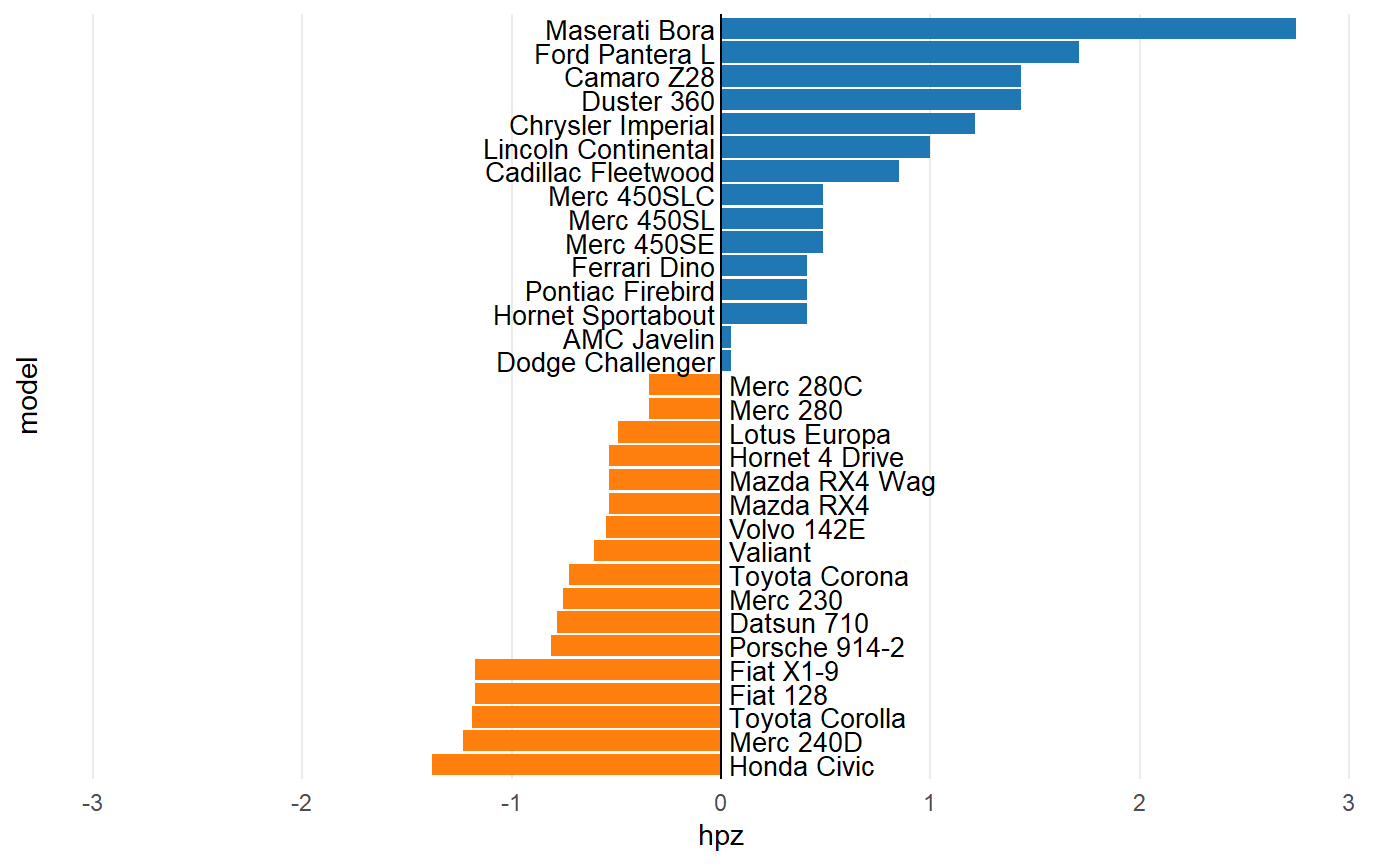 Maserati Bora
Ford Pantera L
Camaro Z28
Duster 360
Chrysler Imperial
Lincoln Continental
Cadillac Fleetwood
Merc 450SLC
Merc 450SL
Merc 450SE
Ferrari Dino
Pontiac Firebird
Hornet Sportabout
AMC Javelin
Dodge Challenger
model
Merc 280C
Merc 280
Lotus Europa
Hornet 4 Drive
Mazda RX4 Wag
Mazda RX4
Volvo 142E
Valiant
Toyota Corona
Merc 230
Datsun 710
Porsche 914-2
Fiat X1-9
Fiat 128
Toyota Corolla
Merc 240D
Honda Civic
-3 -2 -1 0 1 2 3
hpz